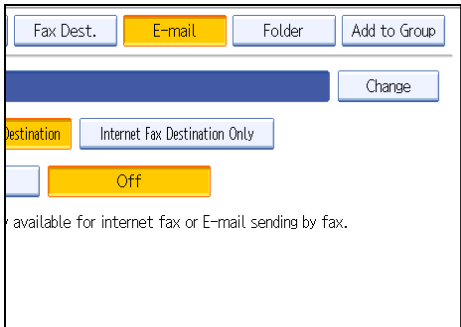 Fax Dest. E-mail Folder Add to Group
Change
Destination Internet Fax Destination Only
Off
available for internet fax or E-mail sending by fax.